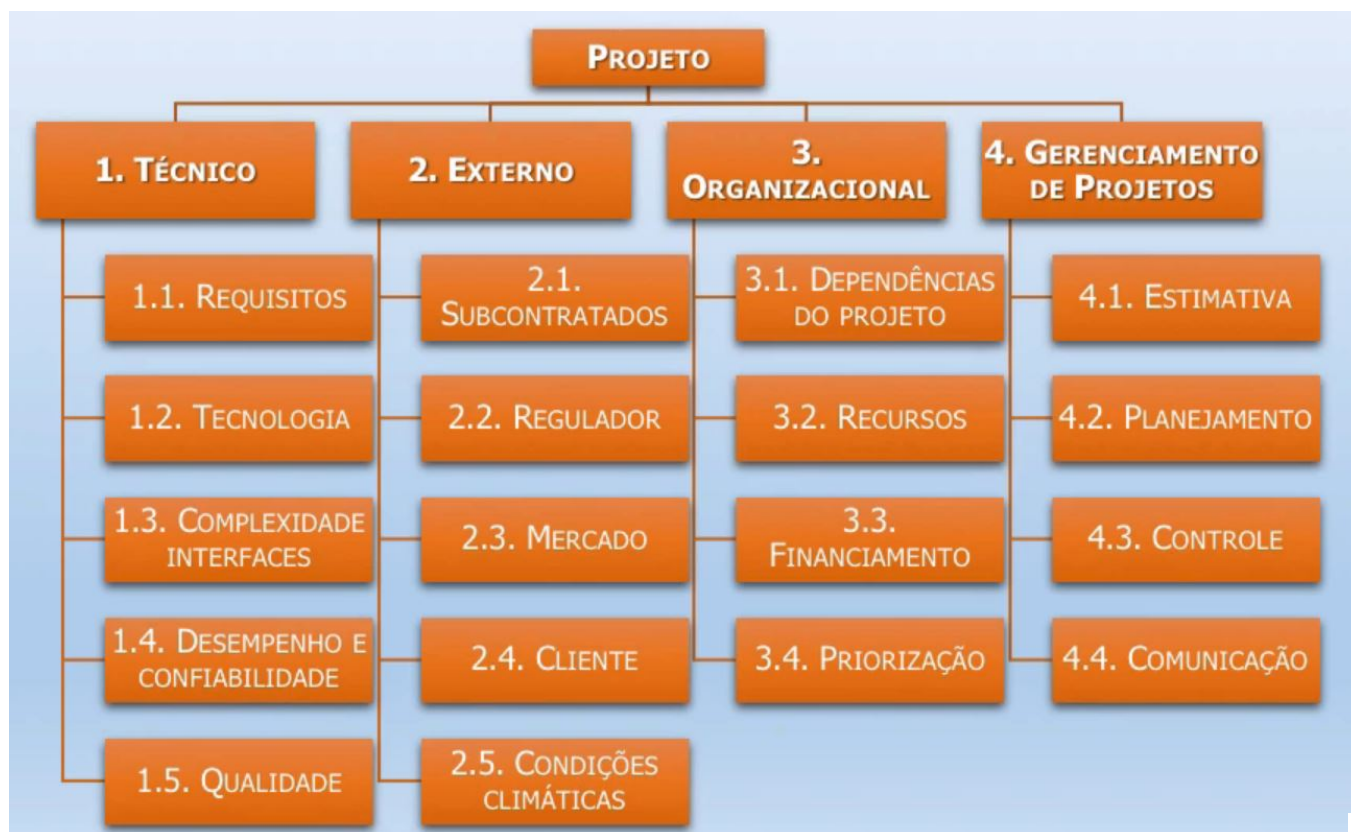 PROJETO
1. TÉCNICO
1.1. REQUISITOS
1.2. TECNOLOGIA
1.3. COMPLEXIDADE
INTERFACES
1.4. DESEMPENHO E
CONFIABILIDADE
1.5. QUALIDADE
2. EXTERNO
2.1.
SUBCONTRATADOS
2.2. REGULADOR
2.3. MERCADO
2.4. CLIENTE
2.5. CONDIÇÕES
CLIMÁTICAS
3.
ORGANIZACIONAL
3.1. DEPENDÊNCIAS
DO PROJETO
3.2. RECURSOS
3.3.
FINANCIAMENTO
3.4. PRIORIZAÇÃO
4. GERENCIAMENTO
DE PROJETOS
4.1. ESTIMATIVA
4.2. PLANEJAMENTO
4.3. CONTROLE
4.4. COMUNICAÇÃO